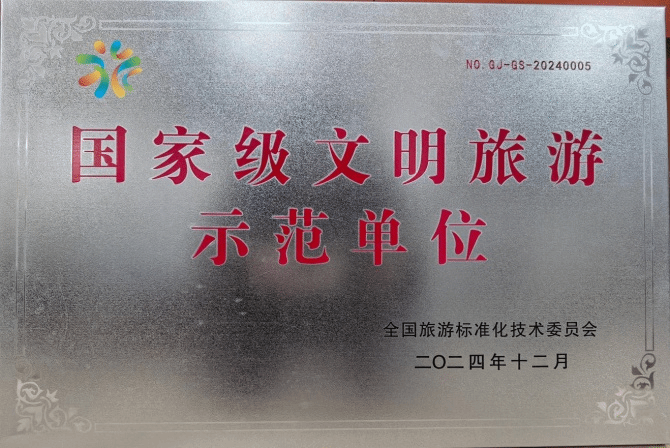 NO.GJ-GS-20240005
国家级文明旅游
示范单位
全国旅游标准化技术委员会
二〇二四年十二月